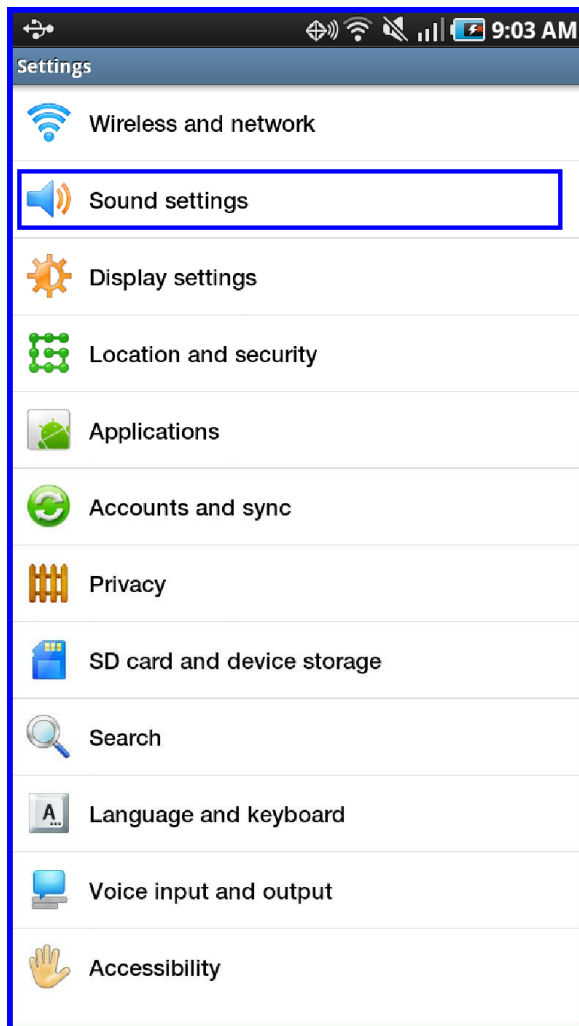 9:03 AM
Settings
Wireless and network
Sound settings
Display settings
Location and security
Applications
Accounts and sync
Privacy
SD card and device storage
Search
A...
Language and keyboard
Voice input and output
Accessibility